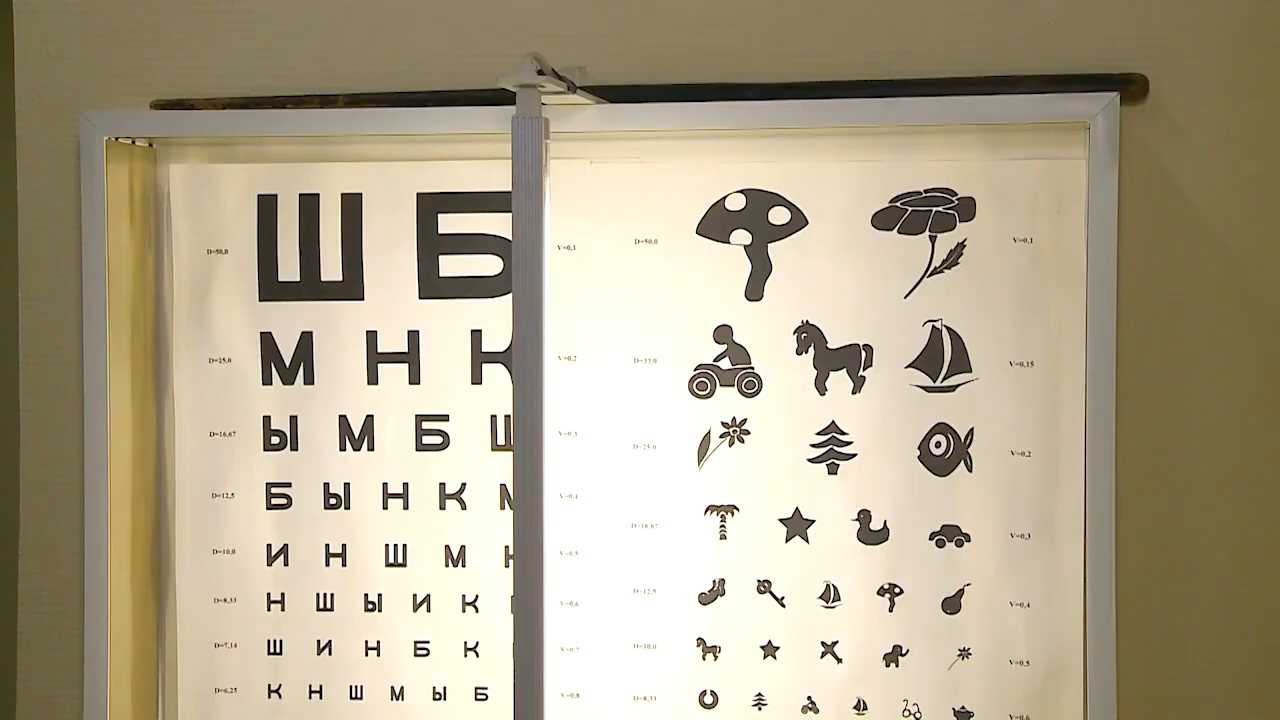 D=50,0 Ш Б V=0,1
D=25,0 М Н К V=0,2
D=16,67 Ы М Б Ш V=0,3
D=12,5 Б Ы Н К М V=0,4
D=10,0 И Н Ш М V=0,5
D=8,33 Н Ш Ы И К V=0,6
D=7,14 Ш И Н Б К V=0,7
D=6,25 К Н Ш М Ы Б V=0,8
D=50,0 V=0,1
D=33,0 V=0,15
D=25,0 V=0,2
D=16,67 V=0,3
D=12,5 V=0,4
D=10,0 V=0,5
D=8,33 V=0,6